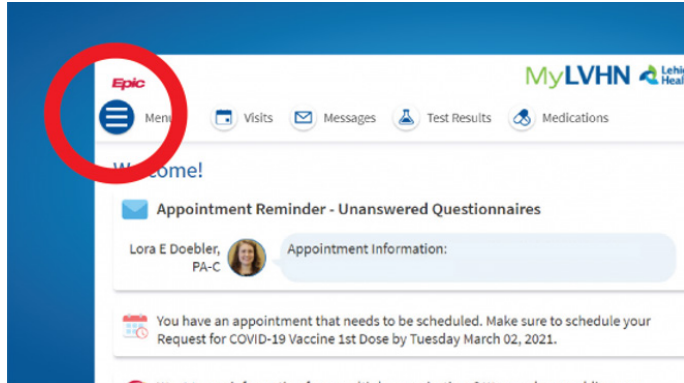 Epic
MyLVHN
Menu Visits Messages Test Results Medications
Welcome!
Appointment Reminder - Unanswered Questionnaires
Lora E Doebler,
PA-C
Appointment Information:
You have an appointment that needs to be scheduled. Make sure to schedule your
Request for COVID-19 Vaccine 1st Dose by Tuesday March 02, 2021.